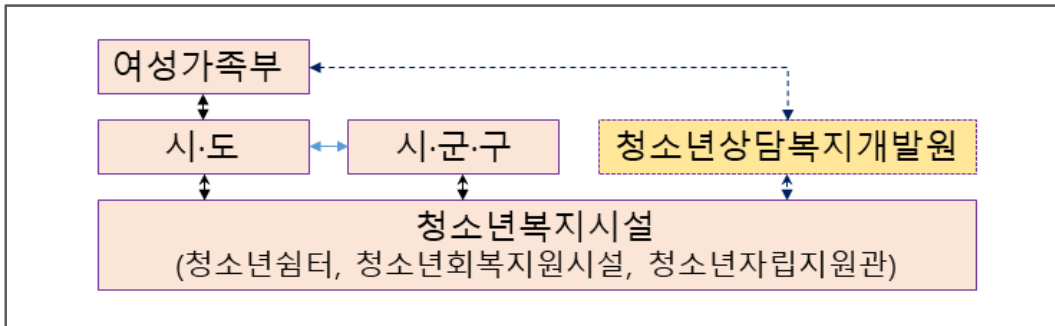 여성가족부
시·도
시·군·구
청소년상담복지개발원
청소년복지시설
(청소년쉼터, 청소년회복지원시설, 청소년자립지원관)